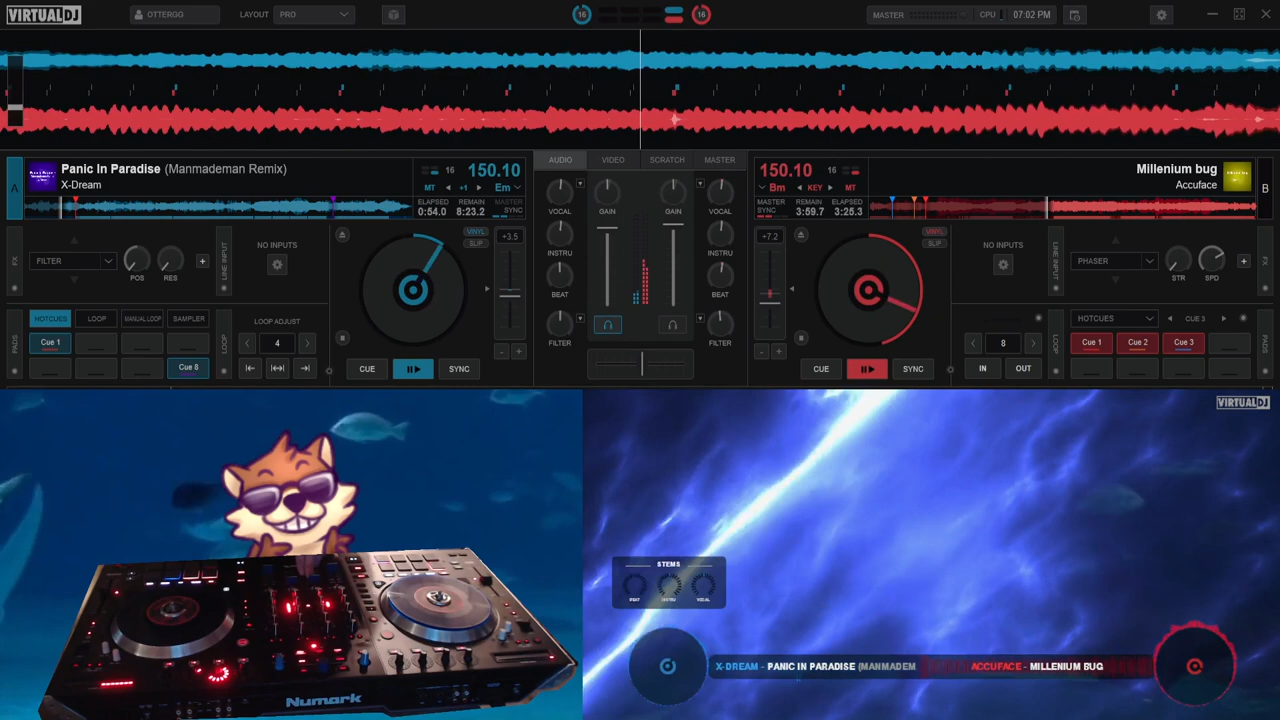 VIRTUALDJ
OTTERGG
LAYOUT PRO
16
16
MASTER
CPU
07:02 PM
A
Panic In Paradise (Manmademan Remix)
X-Dream
16
150.10
MT
+1
Em
ELAPSED
0:54.0
REMAIN
8:23.2
MASTER
SYNC
AUDIO
VIDEO
SCRATCH
MASTER
150.10
16
Bm
KEY
MT
MASTER
SYNC
REMAIN
3:59.7
ELAPSED
3:25.3
Millenium bug
Accuface
B
FX
FILTER
POS
RES
+
LINE INPUT
NO INPUTS
VINYL
SLIP
+3.5
VOCAL
GAIN
GAIN
VOCAL
INSTRU
INSTRU
BEAT
BEAT
FILTER
FILTER
+7.2
VINYL
SLIP
NO INPUTS
LINE INPUT
PHASER
STR
SPD
+
FX
PADS
HOTCUES
LOOP
MANUAL LOOP
SAMPLER
Cue 1
Cue 8
LOOP
LOOP ADJUST
4
CUE
SYNC
-
+
-
+
CUE
SYNC
8
IN
OUT
LOOP
HOTCUES
CUE 3
Cue 1
Cue 2
Cue 3
PADS
Numark
VIRTUALDJ
STEMS
BEAT
INSTRU
VOCAL
X-DREAM - PANIC IN PARADISE (MANMADEM
ACCUFACE - MILLENIUM BUG